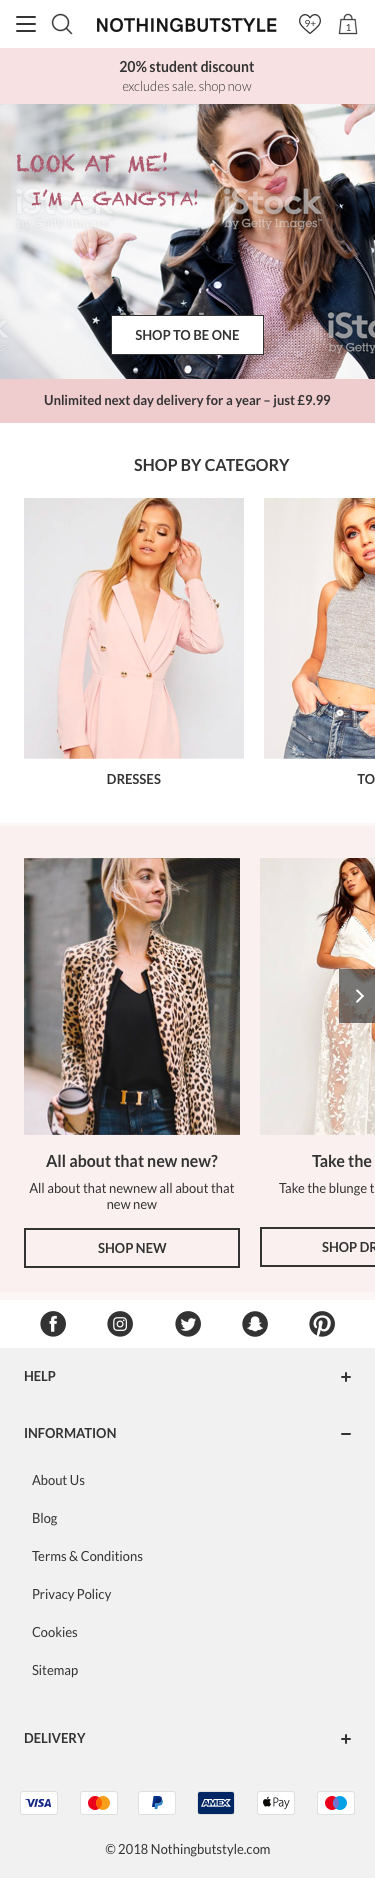 NOTHINGBUTSTYLE
9+
1
20% student discount
excludes sale. shop now
LOOK AT ME!
I'M A GANGSTA!
iStock
by Getty Images™
iStock
by Getty Images
SHOP TO BE ONE
Unlimited next day delivery for a year – just £9.99
SHOP BY CATEGORY
DRESSES
TO
All about that new new?
All about that newnew all about that
new new
SHOP NEW
Take the
Take the blunge t
SHOP DR
HELP
INFORMATION
About Us
Blog
Terms & Conditions
Privacy Policy
Cookies
Sitemap
DELIVERY
VISA
AMEX
Pay
© 2018 Nothingbutstyle.com